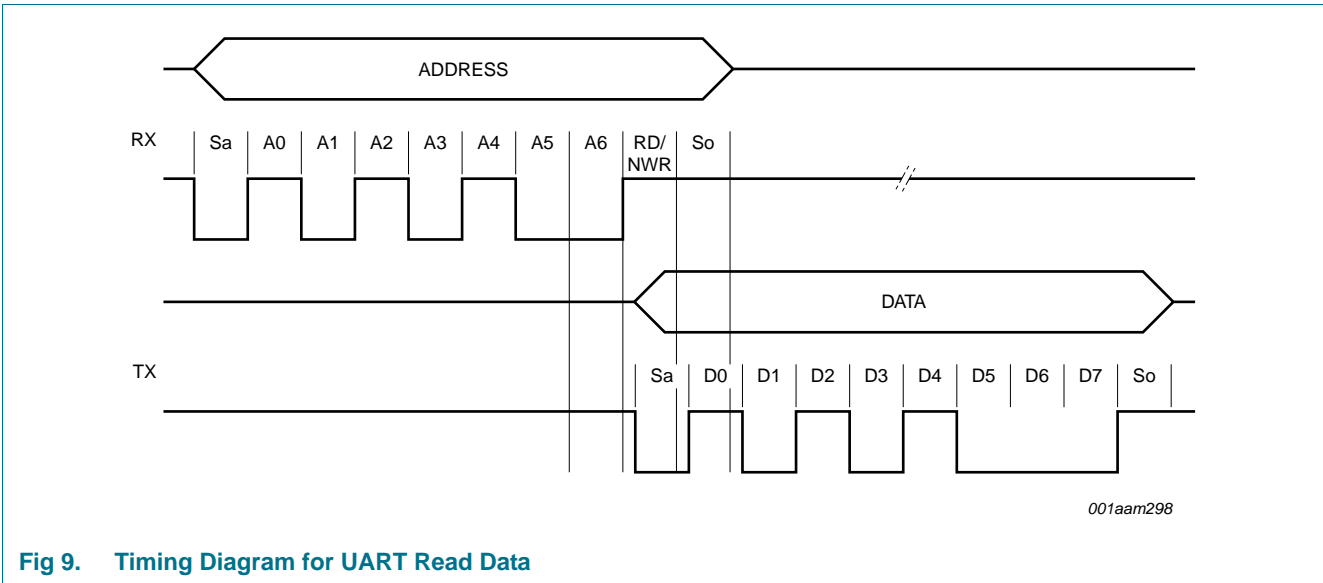 ADDRESS
RX Sa A0 A1 A2 A3 A4 A5 A6 RD/ So
NWR
DATA
TX Sa D0 D1 D2 D3 D4 D5 D6 D7 So
001aam298
Fig 9. Timing Diagram for UART Read Data